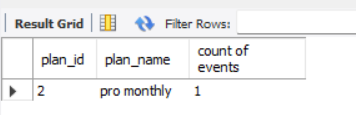 Result Grid Filter Rows:
plan_id plan_name count of
events
2 pro monthly 1